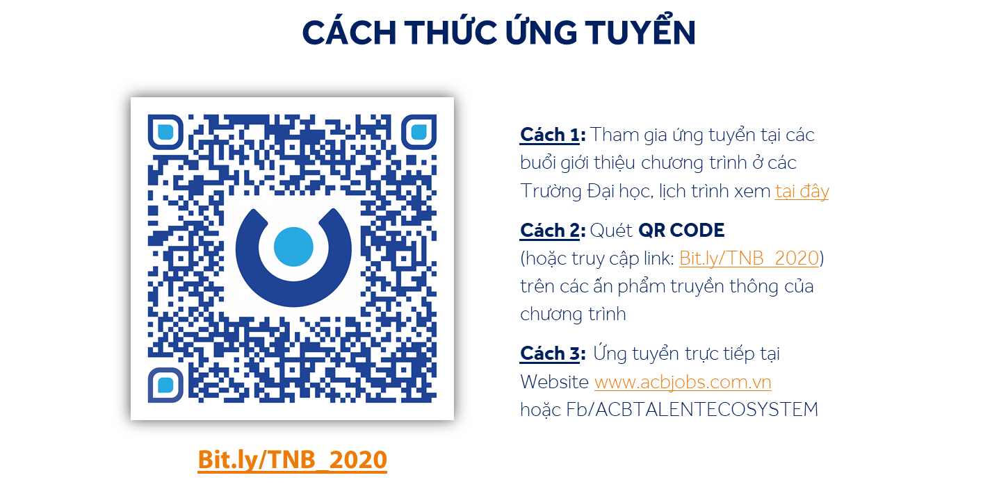 CÁCH THỨC ỨNG TUYỂN
Cách 1: Tham gia ứng tuyển tại các
buổi giới thiệu chương trình ở các
Trường Đại học, lịch trình xem tại đây
Cách 2: Quét QR CODE
(hoặc truy cập link: Bit.ly/TNB_2020)
trên các ấn phẩm truyền thông của
chương trình
Cách 3: Ứng tuyển trực tiếp tại
Website www.acbjobs.com.vn
hoặc Fb/ACBTALENTECOSYSTEM
Bit.ly/TNB_2020